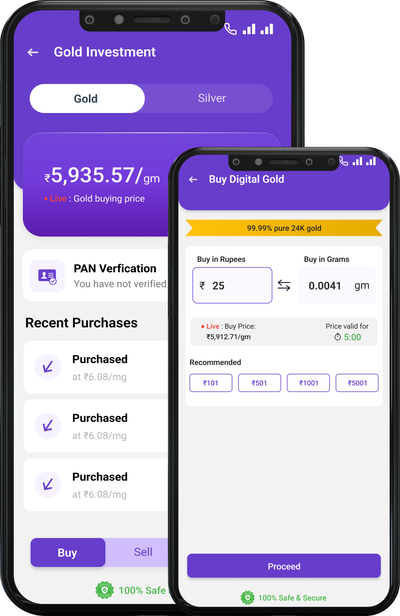 Gold Investment
Gold
Silver
₹5,935.57/gm
• Live : Gold buying price
PAN Verfication
You have not verified
Recent Purchases
Purchased
at ₹6.08/mg
Purchased
at ₹6.08/mg
Purchased
at ₹6.08/mg
Buy
Sell
100% Safe
Buy Digital Gold
99.99% pure 24K gold
Buy in Rupees
Buy in Grams
₹ 25
0.0041 gm
• Live : Buy Price:
Price valid for
₹5,912.71/gm
5:00
Recommended
₹101
₹501
₹1001
₹5001
Proceed
100% Safe & Secure